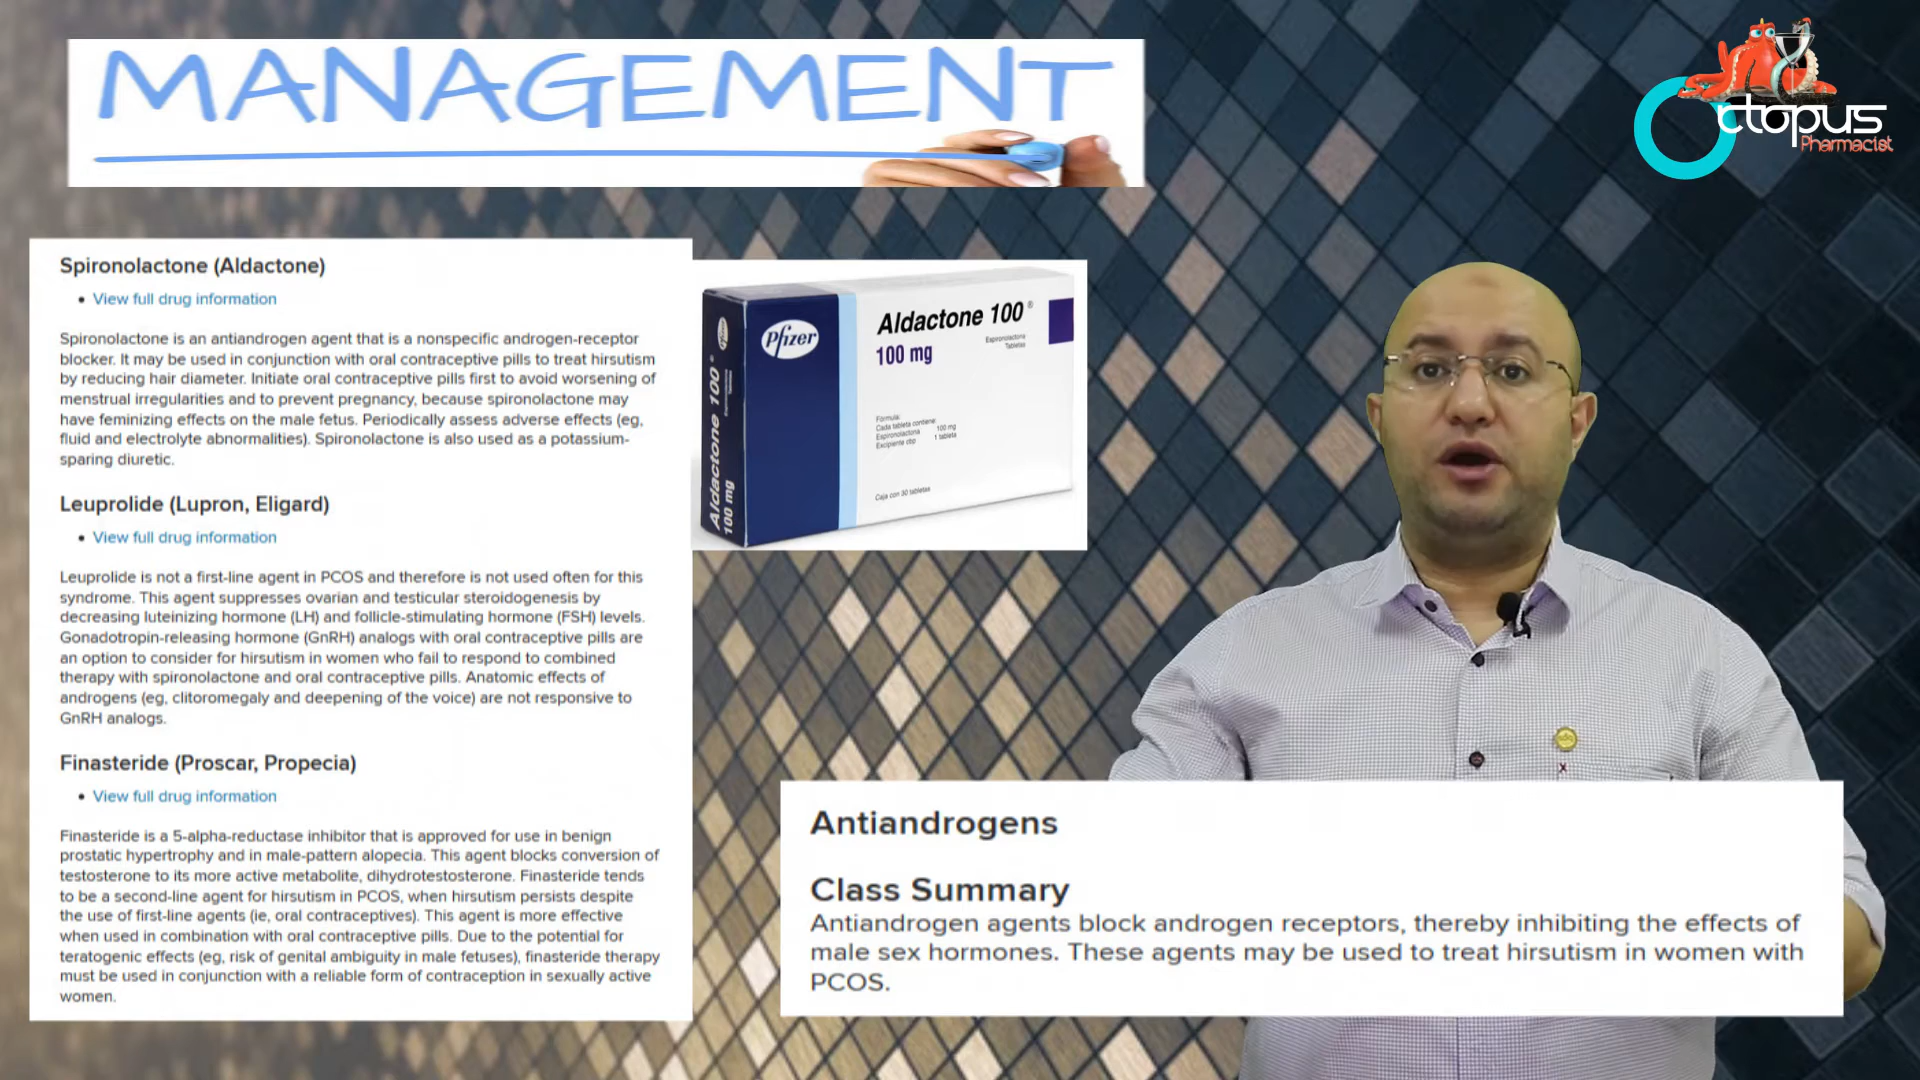 MANAGEMENT
ctopus
Pharmacist
Spironolactone (Aldactone)
• View full drug information
Spironolactone is an antiandrogen agent that is a nonspecific androgen-receptor
blocker. It may be used in conjunction with oral contraceptive pills to treat hirsutism
by reducing hair diameter. Initiate oral contraceptive pills first to avoid worsening of
menstrual irregularities and to prevent pregnancy, because spironolactone may
have feminizing effects on the male fetus. Periodically assess adverse effects (eg,
fluid and electrolyte abnormalities). Spironolactone is also used as a potassium-
sparing diuretic.
Leuprolide (Lupron, Eligard)
• View full drug information
Leuprolide is not a first-line agent in PCOS and therefore is not used often for this
syndrome. This agent suppresses ovarian and testicular steroidogenesis by
decreasing luteinizing hormone (LH) and follicle-stimulating hormone (FSH) levels.
Gonadotropin-releasing hormone (GnRH) analogs with oral contraceptive pills are
an option to consider for hirsutism in women who fail to respond to combined
therapy with spironolactone and oral contraceptive pills. Anatomic effects of
androgens (eg, clitoromegaly and deepening of the voice) are not responsive to
GnRH analogs.
Finasteride (Proscar, Propecia)
• View full drug information
Finasteride is a 5-alpha-reductase inhibitor that is approved for use in benign
prostatic hypertrophy and in male-pattern alopecia. This agent blocks conversion of
testosterone to its more active metabolite, dihydrotestosterone. Finasteride tends
to be a second-line agent for hirsutism in PCOS, when hirsutism persists despite
the use of first-line agents (ie, oral contraceptives). This agent is more effective
when used in combination with oral contraceptive pills. Due to the potential for
teratogenic effects (eg, risk of genital ambiguity in male fetuses), finasteride therapy
must be used in conjunction with a reliable form of contraception in sexually active
women.
Aldactone 100®
100 mg
Pfizer
Aldactone 100 ®
100 mg
Espironolactona
Tabletas
Fórmula:
Cada tableta contiene:
Espironolactona 100 mg
Excipiente cbp 1 tableta
Caja con 30 tabletas
Antiandrogens
Class Summary
Antiandrogen agents block androgen receptors, thereby inhibiting the effects of
male sex hormones. These agents may be used to treat hirsutism in women with
PCOS.